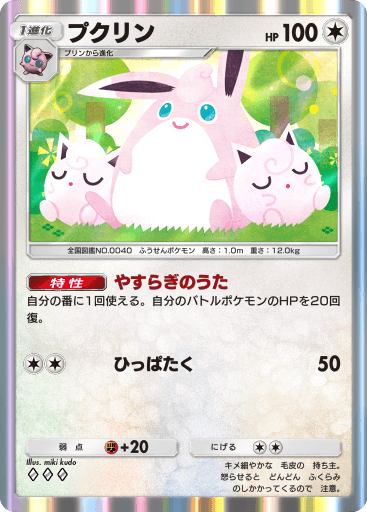 1進化
プクリン
HP 100
プリンから進化
全国図鑑NO.0040 ふうせんポケモン 高さ:1.0m 重さ:12.0kg
特性 やすらぎのうた
自分の番に1回使える。自分のバトルポケモンのHPを20回
復。
ひっぱたく 50
弱点 +20 にげる
Illus. miki kudo
キメ細やかな 毛皮の 持ち主。
怒らせると どんどん ふくらみ
のしかかってくるので 注意。